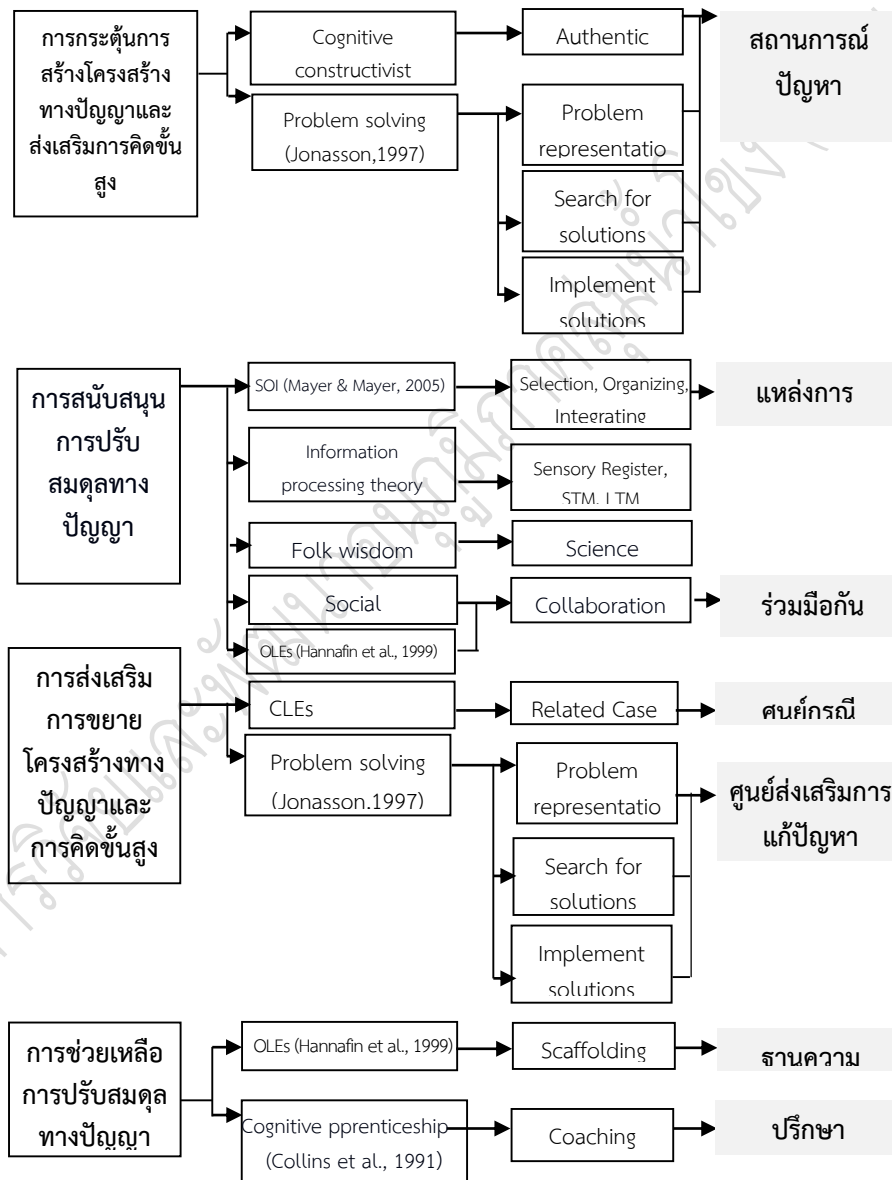 การกระตุ้นการ
สร้างโครงสร้าง
ทางปัญญาและ
ส่งเสริมการคิดขั้น
สูง
Cognitive
constructivist
Authentic
สถานการณ์
ปัญหา
Problem solving
(Jonasson,1997)
Problem
representatio
Search for
solutions
Implement
solutions
การสนับสนุน
การปรับ
สมดุลทาง
ปัญญา
SOI (Mayer & Mayer, 2005)
Selection, Organizing,
Integrating
แหล่งการ
Information
processing theory
Sensory Register,
STM, LTM
Folk wisdom
Science
Social
Collaboration
ร่วมมือกัน
OLEs (Hannafin et al., 1999)
การส่งเสริม
การขยาย
โครงสร้างทาง
ปัญญาและ
การคิดขั้นสูง
CLEs
Related Case
ศูนย์กรณี
Problem solving
(Jonasson.1997)
Problem
representatio
ศูนย์ส่งเสริมการ
แก้ปัญหา
Search for
solutions
Implement
solutions
การช่วยเหลือ
การปรับสมดุล
ทางปัญญา
OLEs (Hannafin et al., 1999)
Scaffolding
ฐานความ
Cognitive pprenticeship
(Collins et al., 1991)
Coaching
ปรึกษา